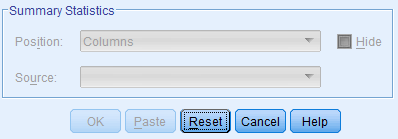 Summary Statistics
Position: Columns Hide
Source:
OK Paste Reset Cancel Help